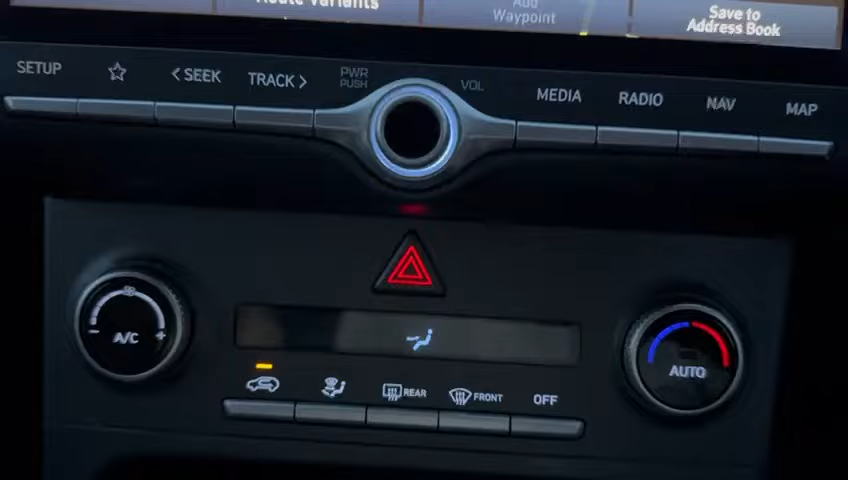 Route Variants
Add
Waypoint
Save to
Address Book
SETUP
< SEEK
TRACK >
PWR
PUSH
VOL
MEDIA
RADIO
NAV
MAP
A/C
- +
AUTO
REAR
FRONT
OFF